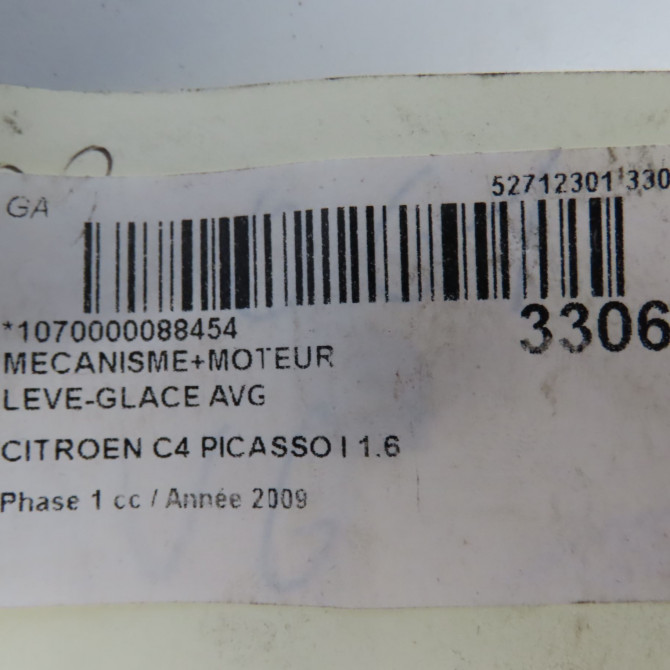 52712301 330
GA
*1070000088454
3306
MECANISME+MOTEUR
LEVE-GLACE AVG
CITROEN C4 PICASSO I 1.6
Phase 1 cc / Année 2009